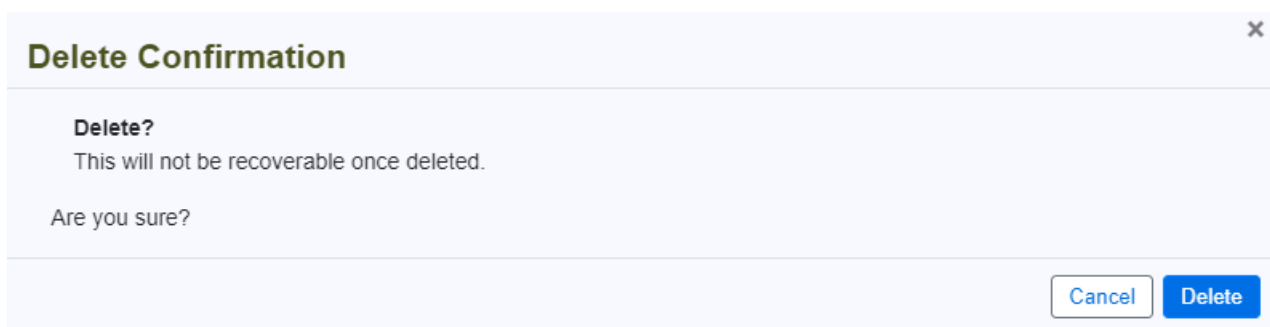 ×
Delete Confirmation
Delete?
This will not be recoverable once deleted.
Are you sure?
Cancel Delete